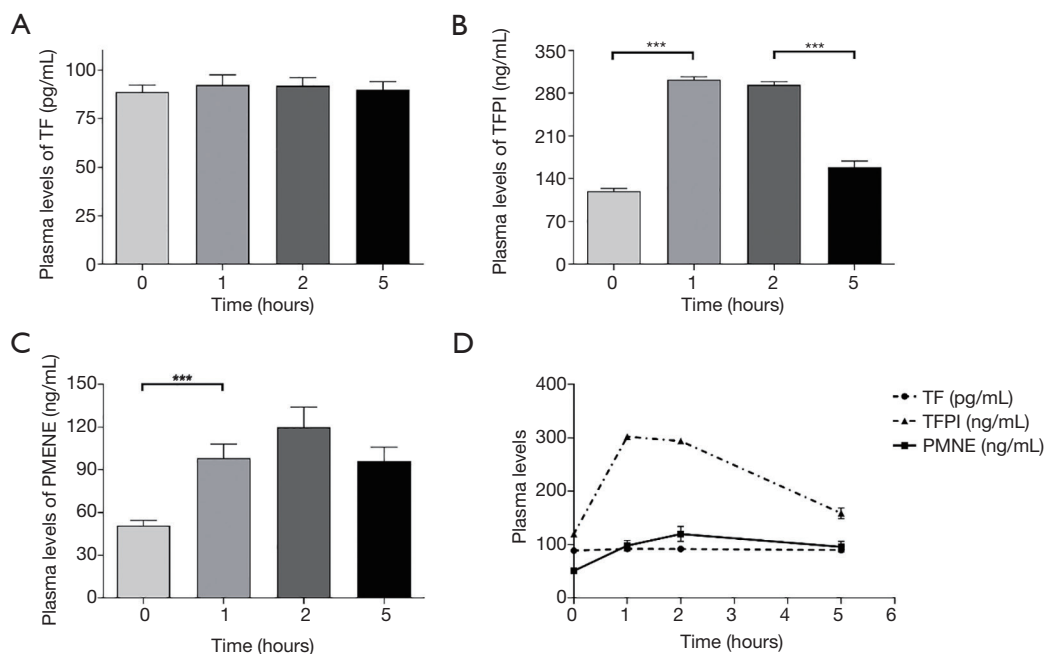 A
Plasma levels of TF (pg/mL)
100
75
50
25
0
0 1 2 5
Time (hours)
B
Plasma levels of TFPI (ng/mL)
350
280
210
140
70
0
*** ***
0 1 2 5
Time (hours)
C
Plasma levels of PMENE (ng/mL)
150
120
90
60
30
0
***
0 1 2 5
Time (hours)
D
Plasma levels
400
300
200
100
0
0 1 2 3 4 5 6
Time (hours)
TF (pg/mL)
TFPI (ng/mL)
PMNE (ng/mL)